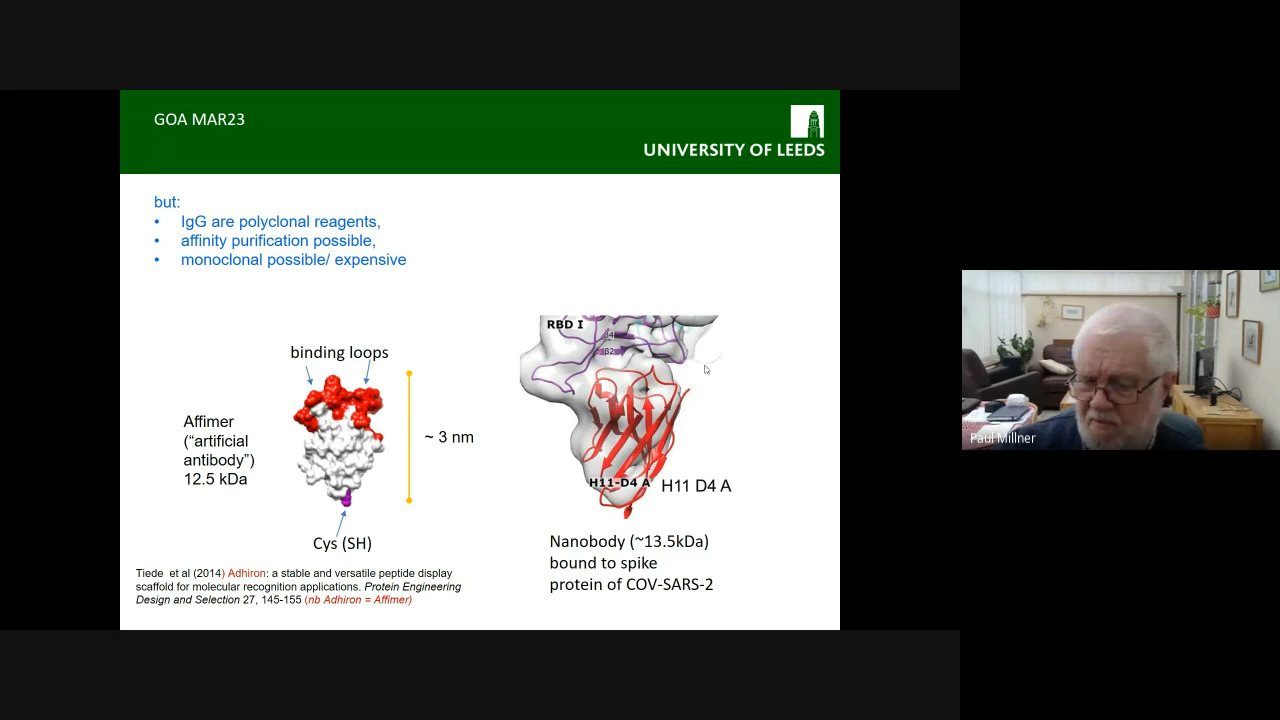 GOA MAR23
UNIVERSITY OF LEEDS
but:
• IgG are polyclonal reagents,
• affinity purification possible,
• monoclonal possible/ expensive
binding loops
Affimer
(“artificial
antibody”)
12.5 kDa
~ 3 nm
Cys (SH)
Tiede et al (2014) Adhiron: a stable and versatile peptide display
scaffold for molecular recognition applications. Protein Engineering
Design and Selection 27, 145-155 (nb Adhiron = Affimer)
RBD I
β4
β2
H11-D4 A
H11 D4 A
Nanobody (~13.5kDa)
bound to spike
protein of COV-SARS-2
Paul Millner